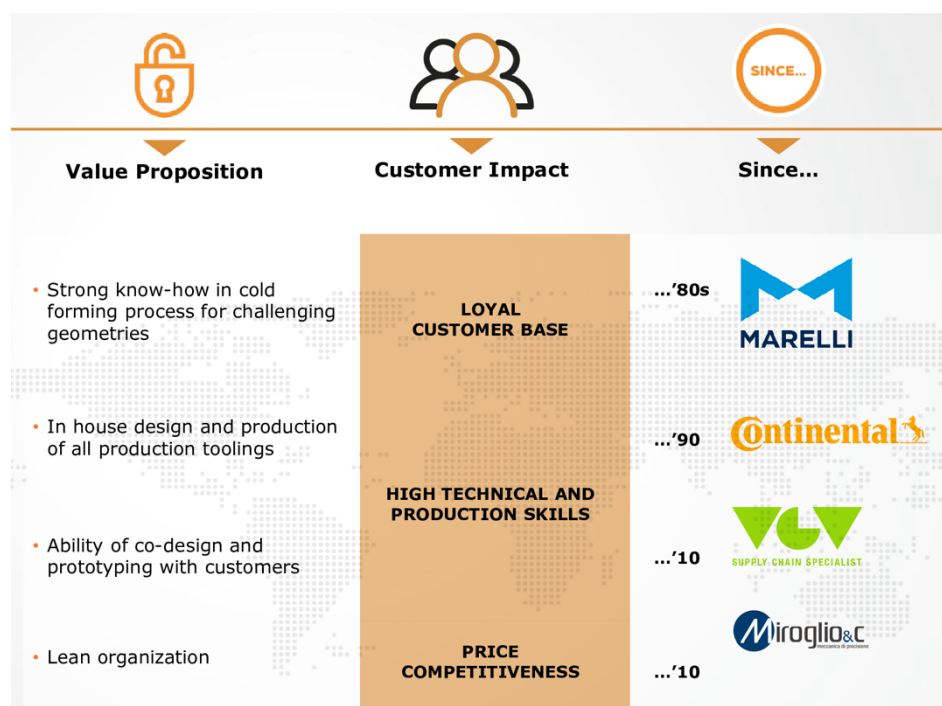 SINCE...
Value Proposition
Customer Impact
Since...
• Strong know-how in cold
forming process for challenging
geometries
LOYAL
CUSTOMER BASE
...’80s
MARELLI
• In house design and production
of all production toolings
...’90
Continental
HIGH TECHNICAL AND
PRODUCTION SKILLS
• Ability of co-design and
prototyping with customers
...’10
VGV
SUPPLY CHAIN SPECIALIST
• Lean organization
PRICE
COMPETITIVENESS
...’10
Miroglio&C
meccanica di precisione